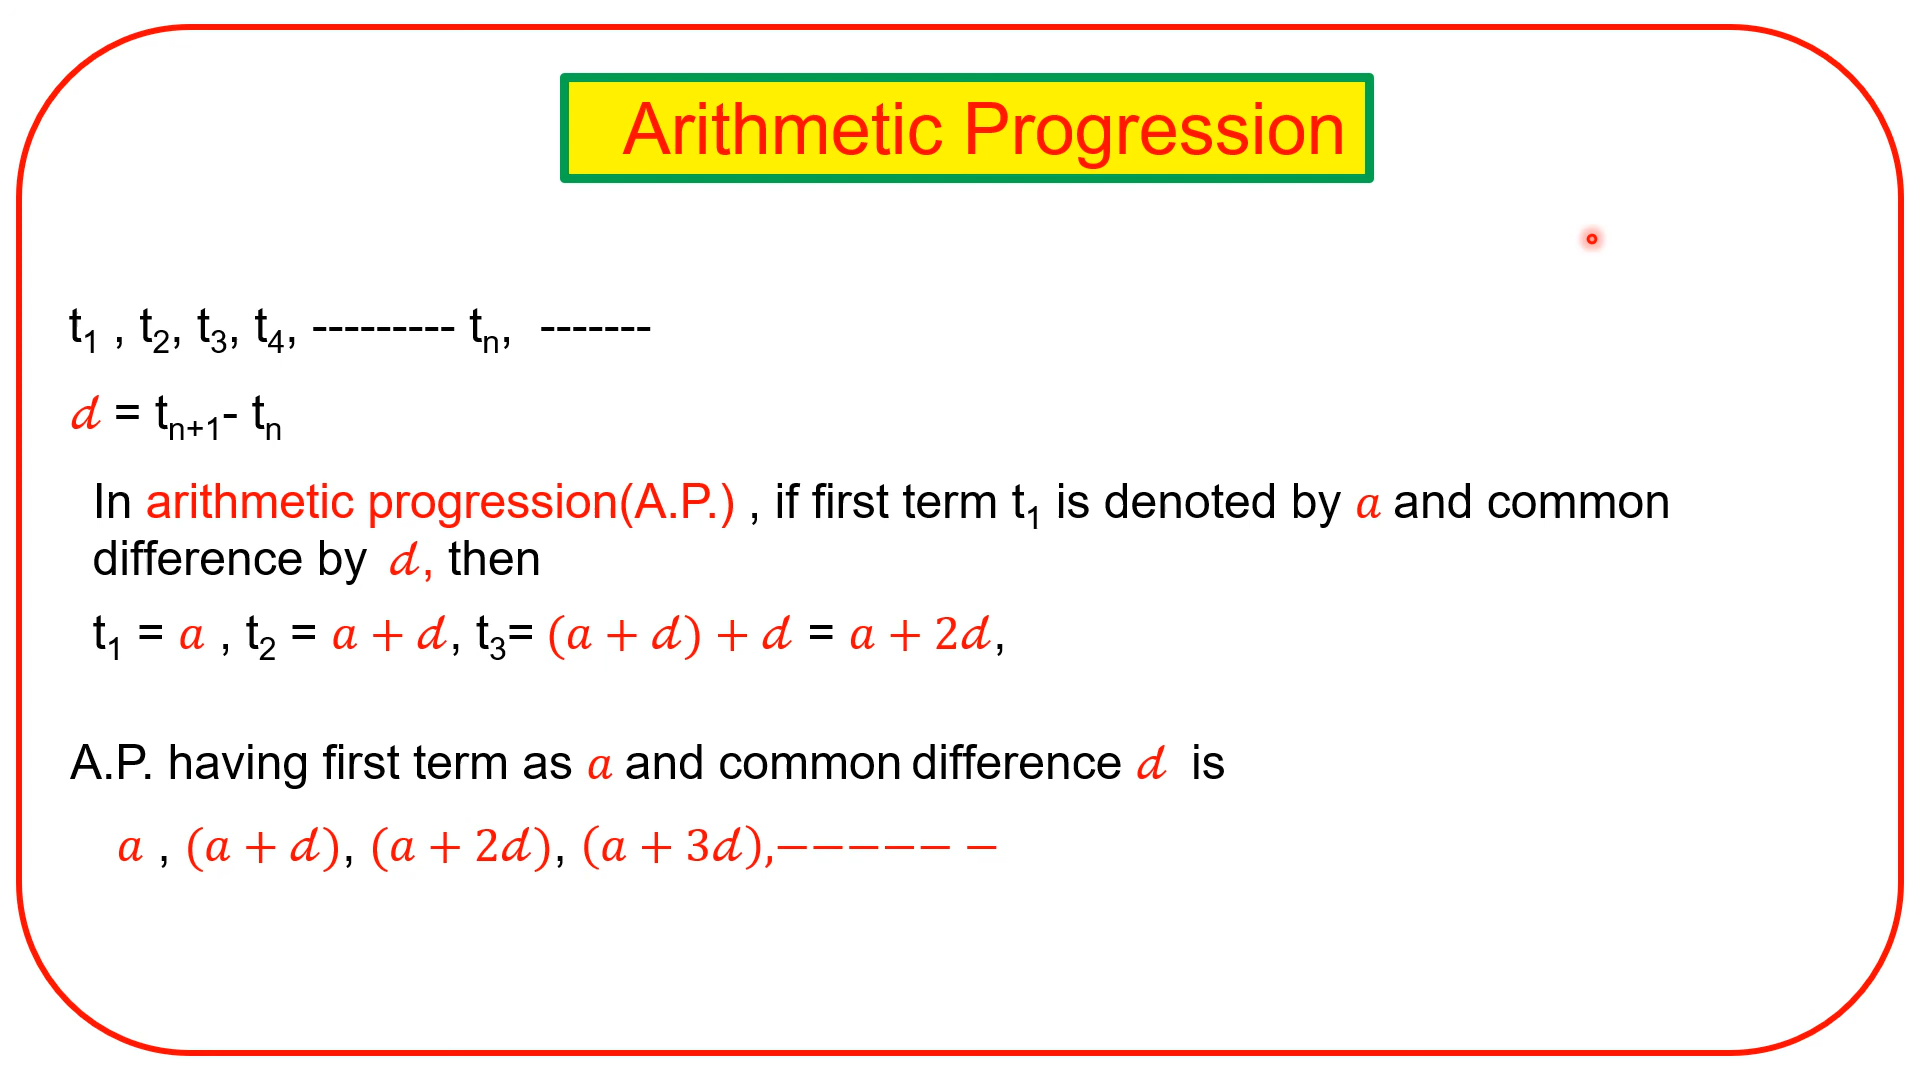 Arithmetic Progression
t₁ , t₂, t₃, t₄, --------- tₙ, -------
𝑑 = tₙ₊₁- tₙ
In arithmetic progression(A.P.) , if first term t₁ is denoted by 𝑎 and common
difference by 𝑑, then
t₁ = 𝑎 , t₂ = 𝑎 + 𝑑, t₃= (𝑎 + 𝑑) + 𝑑 = 𝑎 + 2𝑑,
A.P. having first term as 𝑎 and common difference 𝑑 is
𝑎 , (𝑎 + 𝑑), (𝑎 + 2𝑑), (𝑎 + 3𝑑),−−−−− −